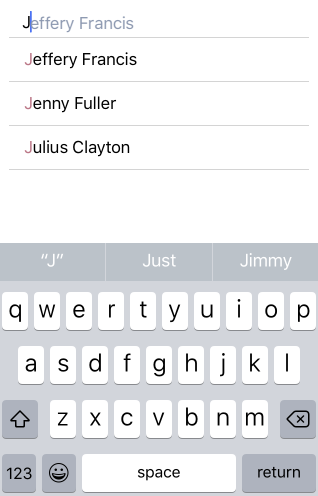 Jeffery Francis
Jeffery Francis
Jenny Fuller
Julius Clayton
“J” Just Jimmy
q w e r t y u i o p
a s d f g h j k l
z x c v b n m
123 space return